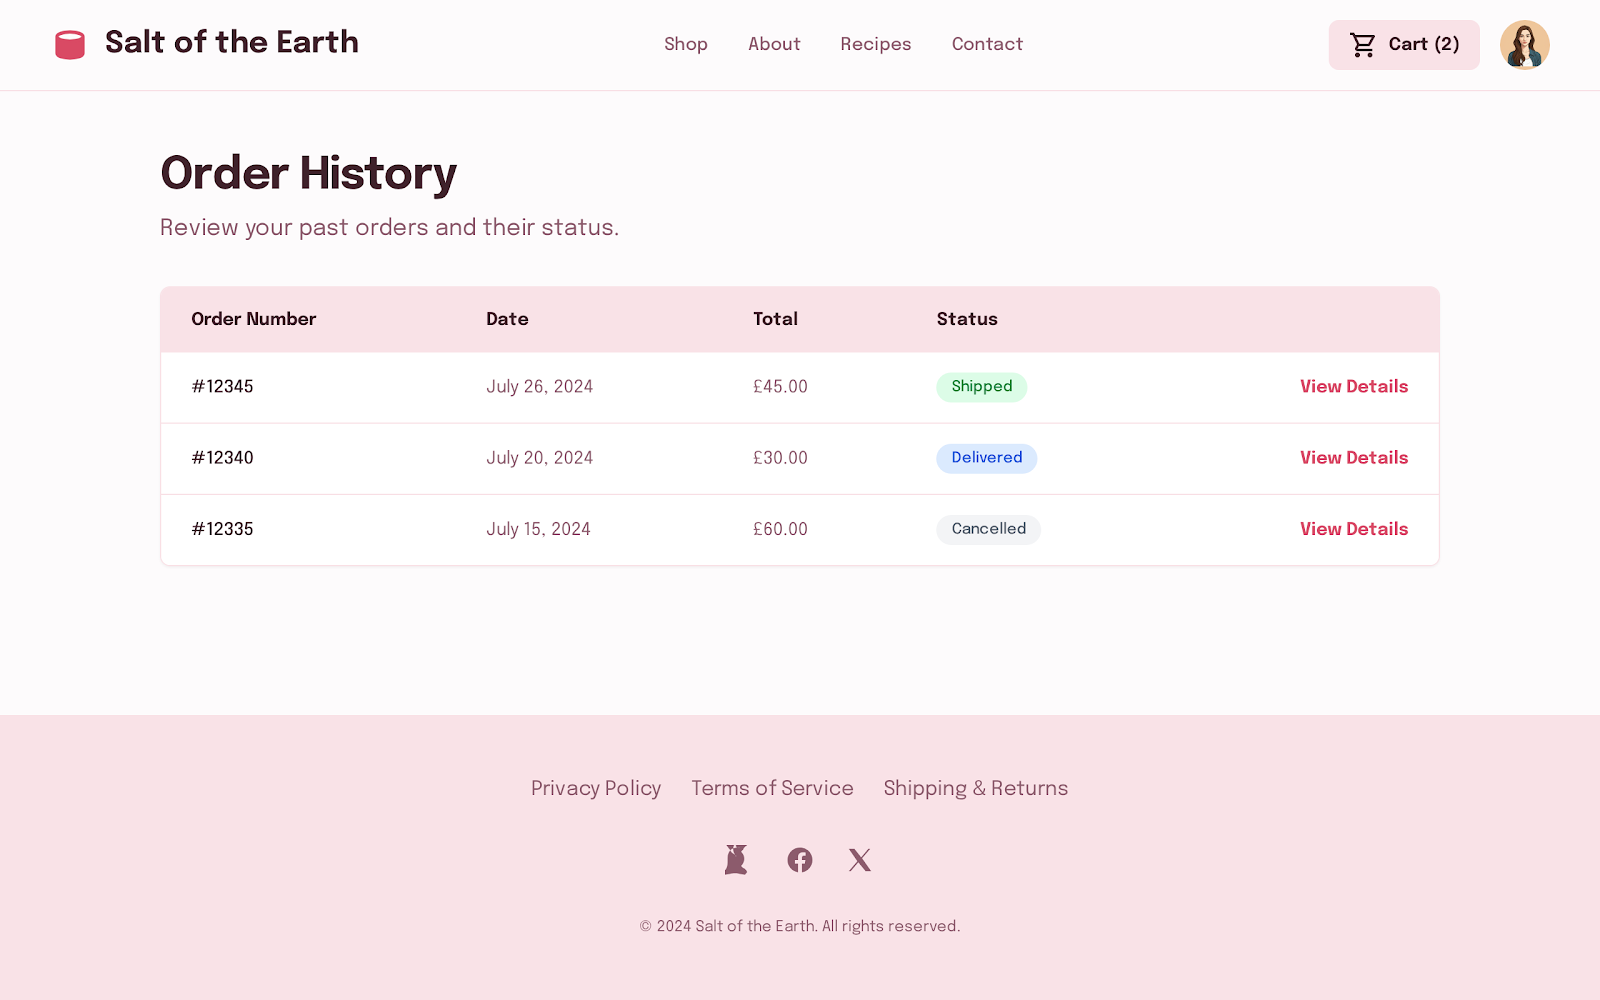 Salt of the Earth
Shop About Recipes Contact
Cart (2)
Order History
Review your past orders and their status.
Order Number Date Total Status
#12345 July 26, 2024 £45.00 Shipped View Details
#12340 July 20, 2024 £30.00 Delivered View Details
#12335 July 15, 2024 £60.00 Cancelled View Details
Privacy Policy Terms of Service Shipping & Returns
© 2024 Salt of the Earth. All rights reserved.